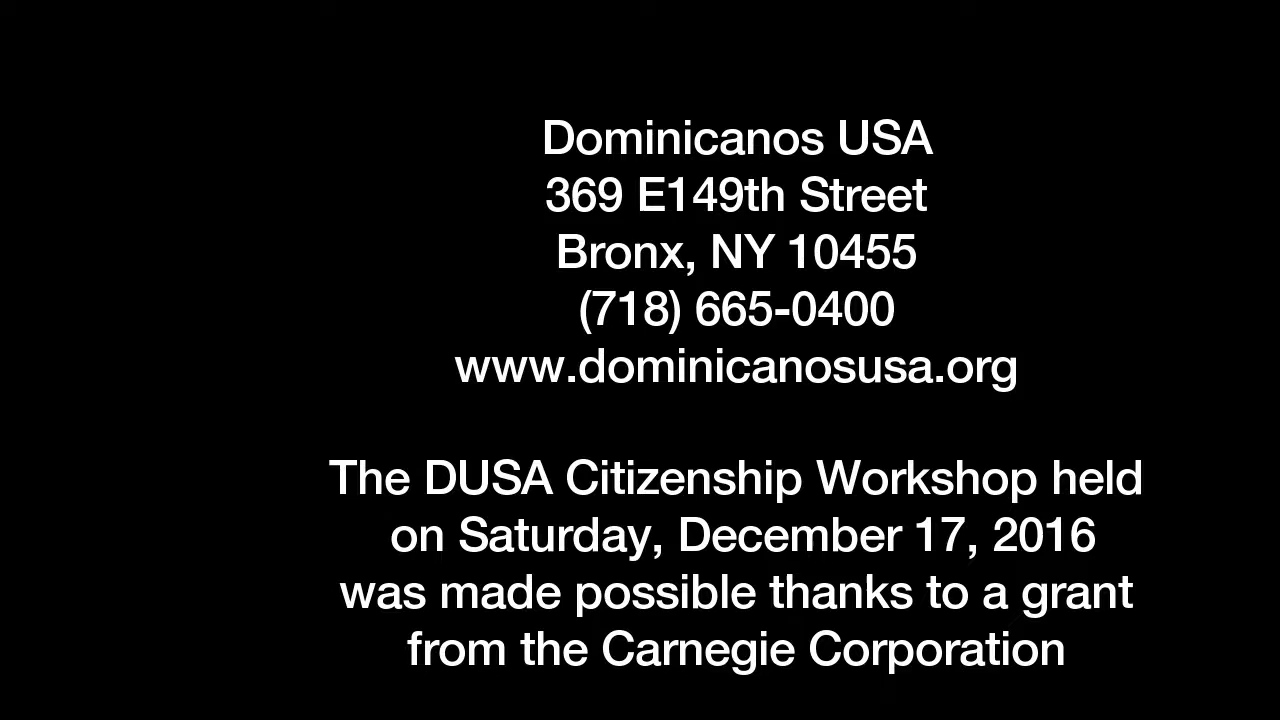 Dominicanos USA
369 E149th Street
Bronx, NY 10455
(718) 665-0400
www.dominicanosusa.org
The DUSA Citizenship Workshop held
on Saturday, December 17, 2016
was made possible thanks to a grant
from the Carnegie Corporation